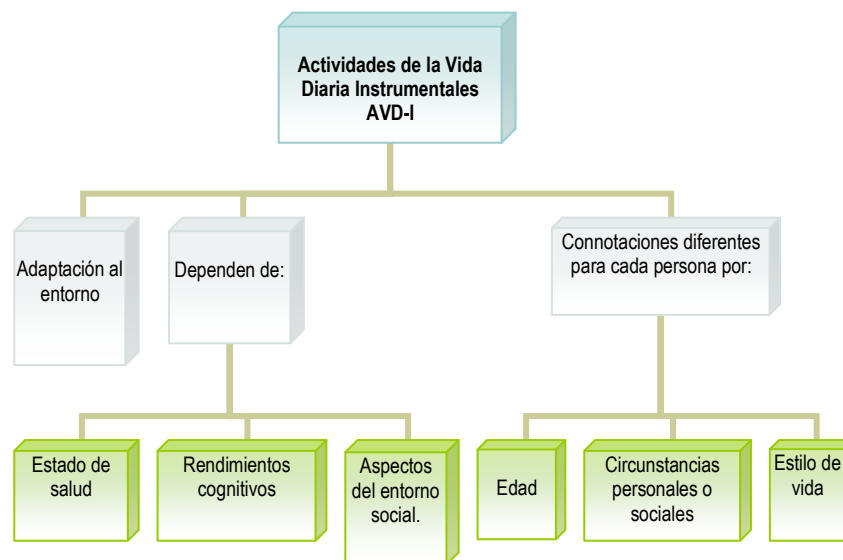 Actividades de la Vida
Diaria Instrumentales
AVD-I
Adaptación al
entorno
Dependen de:
Connotaciones diferentes
para cada persona por:
Estado de
salud
Rendimientos
cognitivos
Aspectos
del entorno
social.
Edad
Circunstancias
personales o
sociales
Estilo de
vida